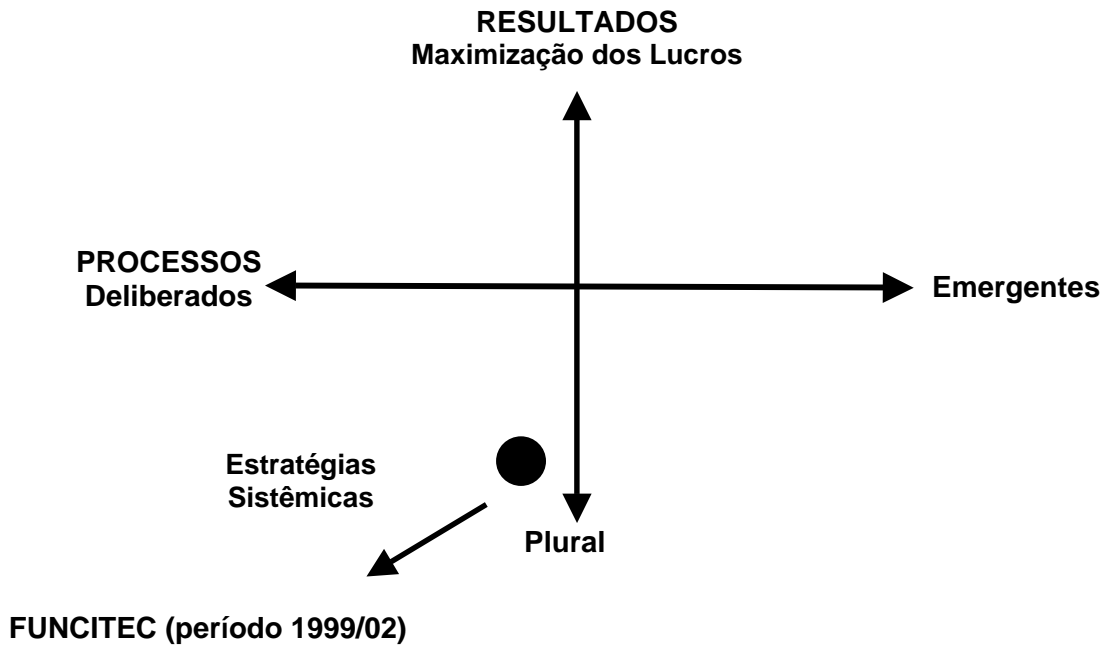 RESULTADOS
Maximização dos Lucros
PROCESSOS
Deliberados
Emergentes
Estratégias
Sistêmicas
Plural
FUNCITEC (período 1999/02)